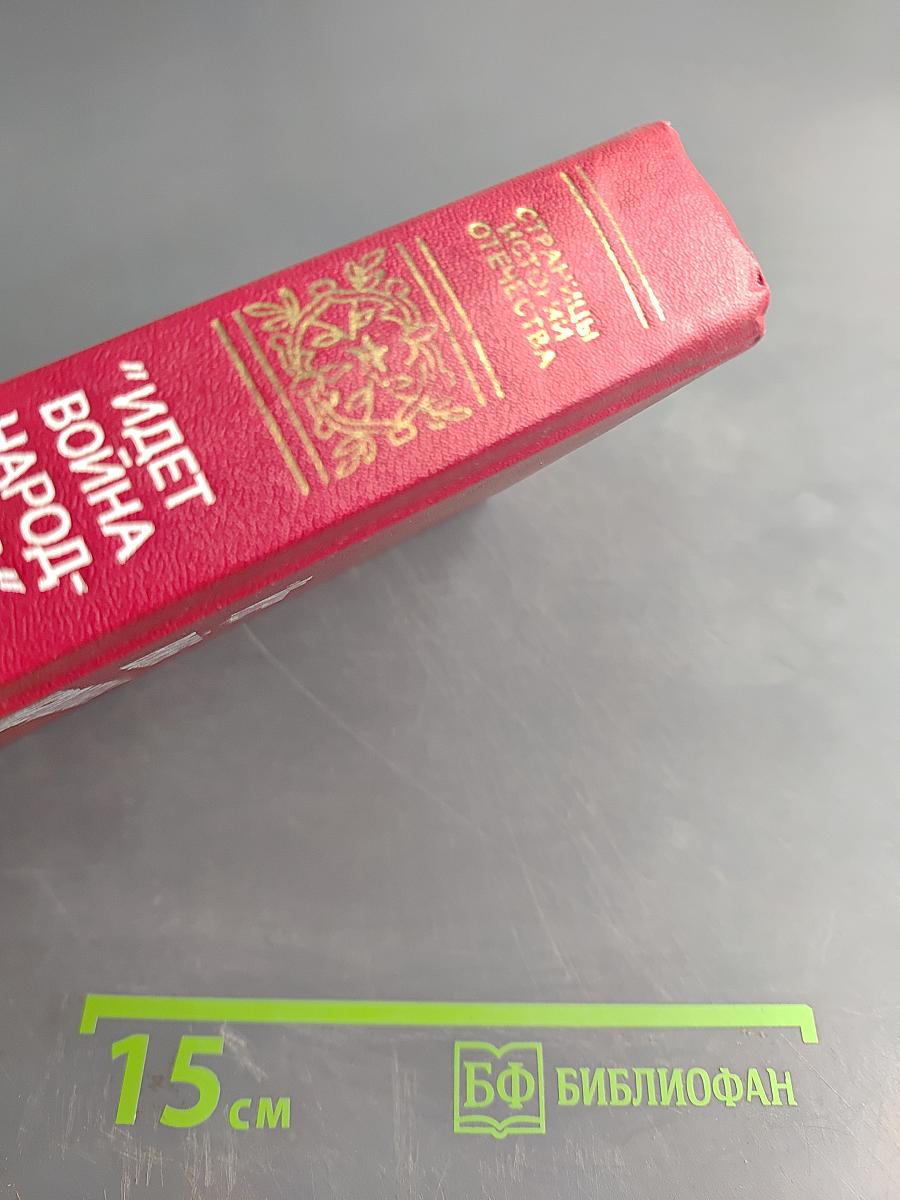 СТРАНИЦЫ
ИСТОРИИ
ОТЕЧЕСТВА
"ИДЕТ
ВОЙНА
НАРОД-
15 см
БФ БИБЛИОФАН